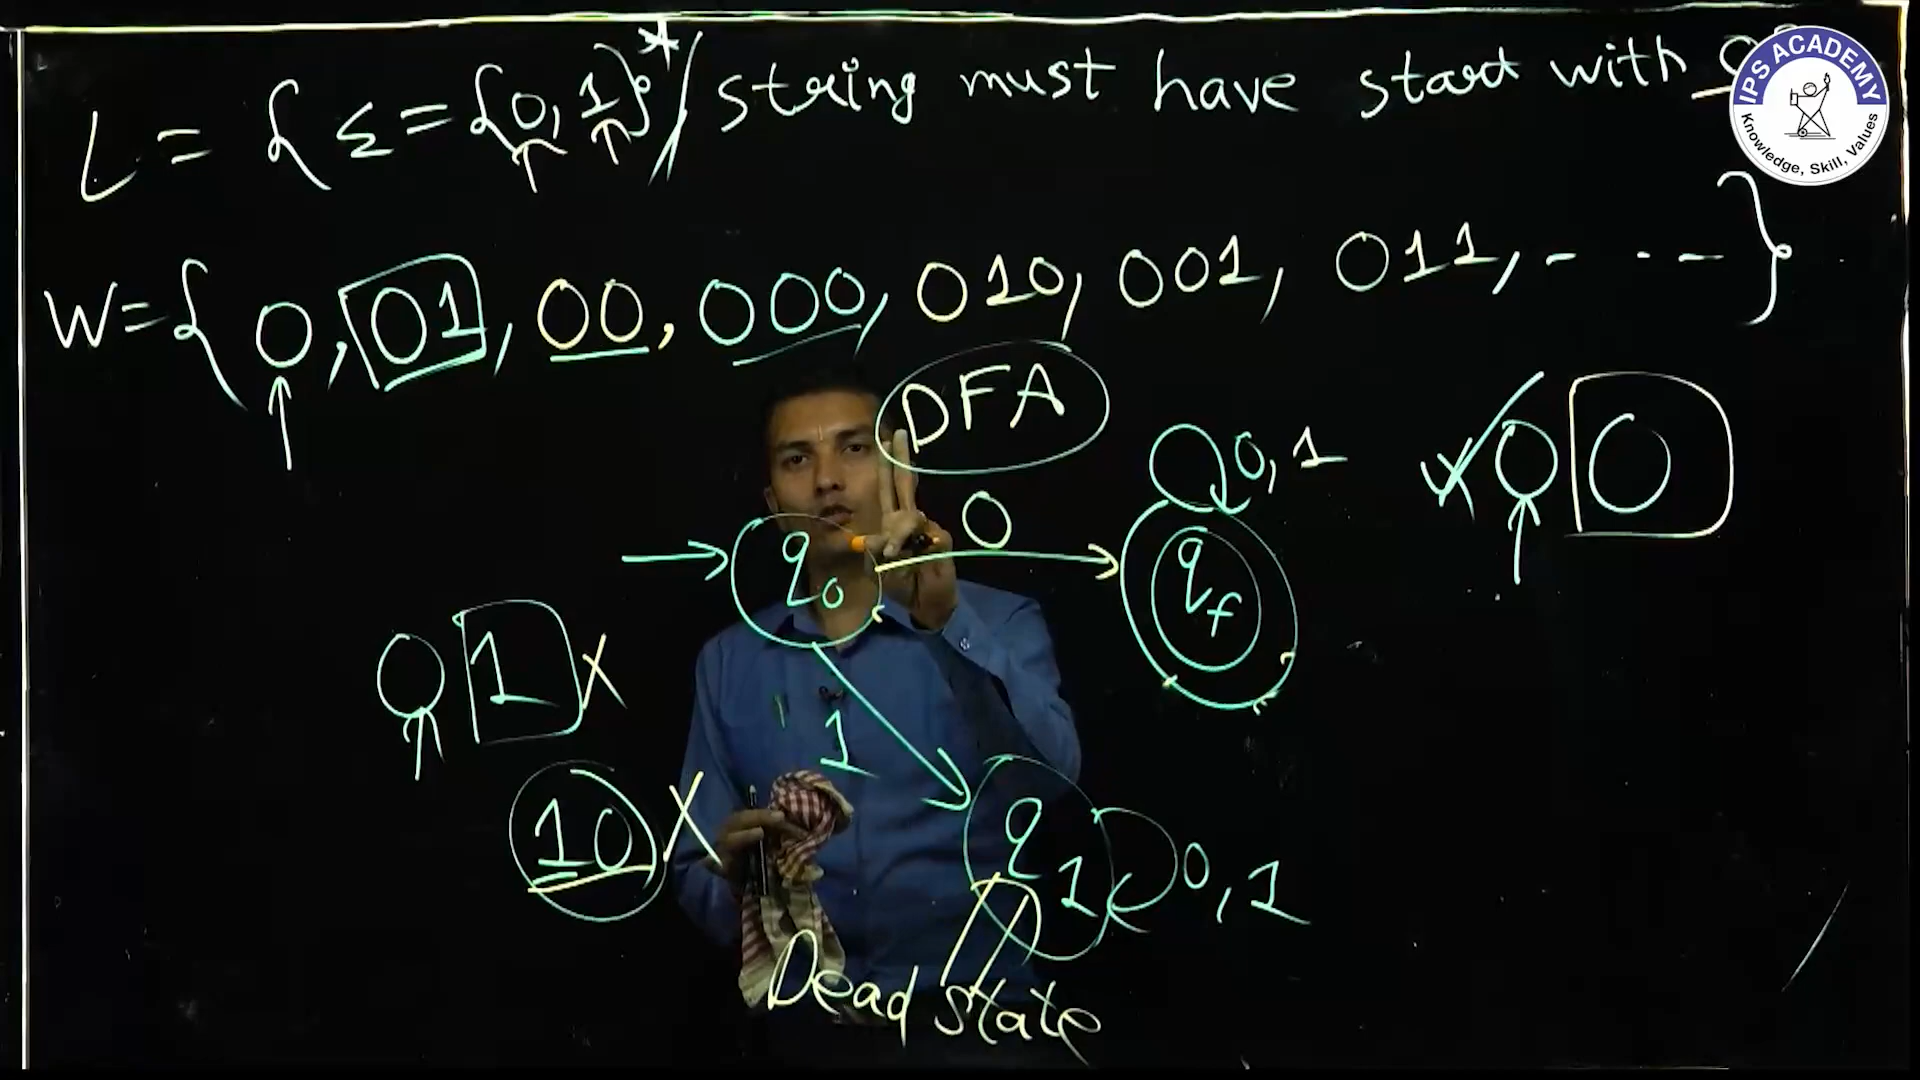 L = { Σ = {0, 1}* / string must have start with
IPS ACADEMY
Knowledge, Skill, Values
W = { 0, 01, 00, 000, 010, 001, 011, - - - }
DFA
0, 1
0 0
0
q0
qf
0 1 X
1
10 X
q1
0, 1
Dead state